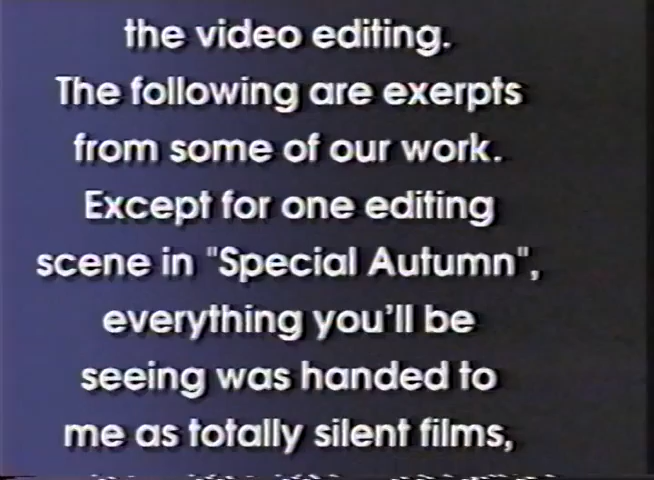 the video editing.
The following are exerpts
from some of our work.
Except for one editing
scene in "Special Autumn",
everything you'll be
seeing was handed to
me as totally silent films,